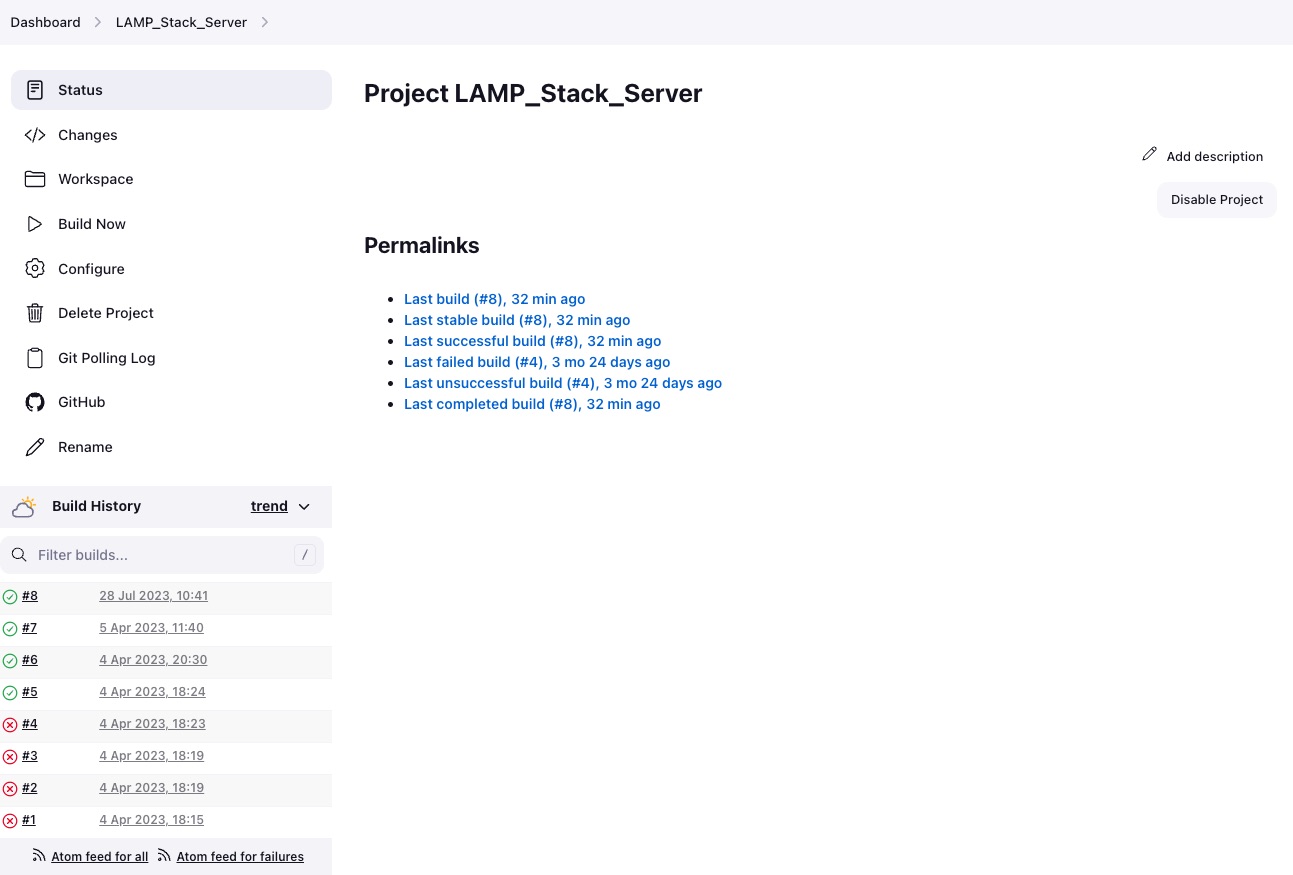 Dashboard
LAMP_Stack_Server
Status
Changes
Workspace
Build Now
Configure
Delete Project
Git Polling Log
GitHub
Rename
Build History
trend
Filter builds...
/
#8 28 Jul 2023, 10:41
#7 5 Apr 2023, 11:40
#6 4 Apr 2023, 20:30
#5 4 Apr 2023, 18:24
#4 4 Apr 2023, 18:23
#3 4 Apr 2023, 18:19
#2 4 Apr 2023, 18:19
#1 4 Apr 2023, 18:15
Atom feed for all
Atom feed for failures
Project LAMP_Stack_Server
Add description
Disable Project
Permalinks
Last build (#8), 32 min ago
Last stable build (#8), 32 min ago
Last successful build (#8), 32 min ago
Last failed build (#4), 3 mo 24 days ago
Last unsuccessful build (#4), 3 mo 24 days ago
Last completed build (#8), 32 min ago